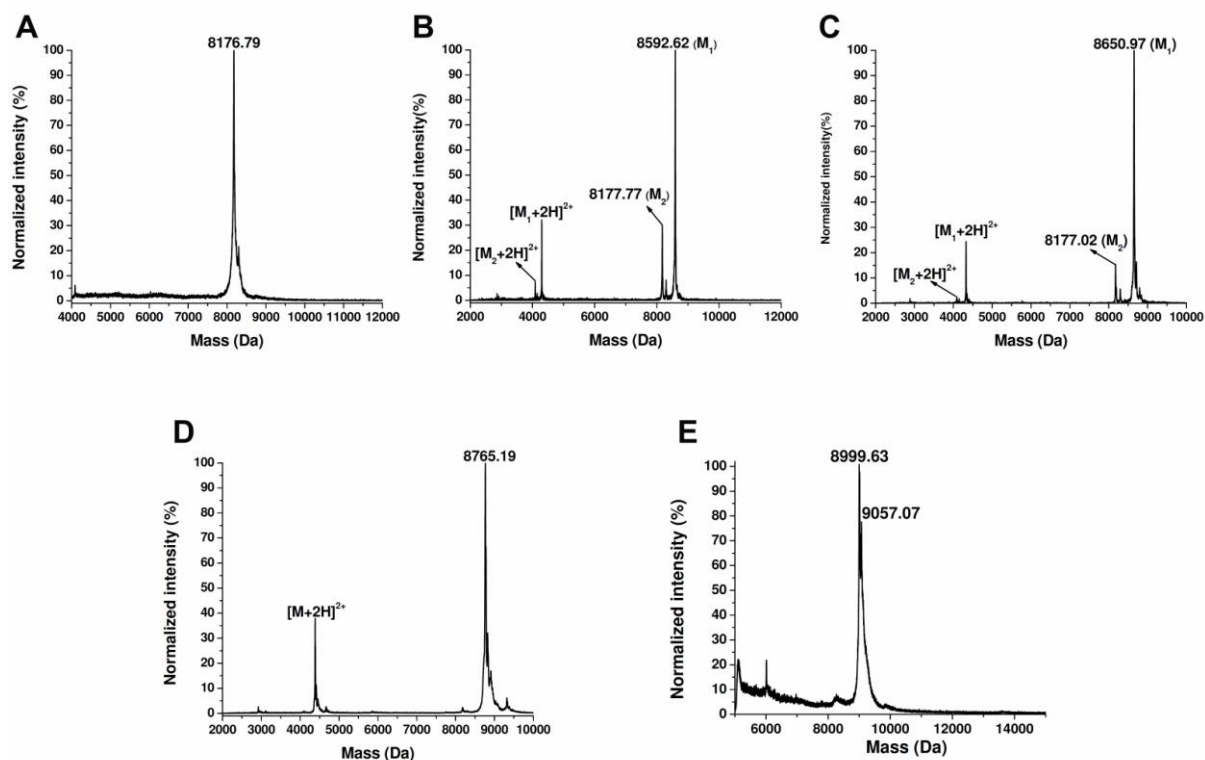 A
8176.79
Normalized intensity (%)
100
90
80
70
60
50
40
30
20
10
0
4000 5000 6000 7000 8000 9000 10000 11000 12000
Mass (Da)
B
8592.62 (M₁)
Normalized intensity(%)
100
90
80
70
60
50
40
30
20
10
0
8177.77 (M₂)
[M₁+2H]²⁺
[M₂+2H]²⁺
2000 4000 6000 8000 10000 12000
Mass (Da)
C
8650.97 (M₁)
Normalized intensity(%)
100
90
80
70
60
50
40
30
20
10
0
[M₁+2H]²⁺
8177.02 (M₂)
[M₂+2H]²⁺
2000 3000 4000 5000 6000 7000 8000 9000 10000
Mass (Da)
D
8765.19
Normalized intensity (%)
100
90
80
70
60
50
40
30
20
10
0
[M+2H]²⁺
2000 3000 4000 5000 6000 7000 8000 9000 10000
Mass (Da)
E
8999.63
9057.07
Normalized intensity (%)
100
90
80
70
60
50
40
30
20
10
0
6000 8000 10000 12000 14000
Mass (Da)